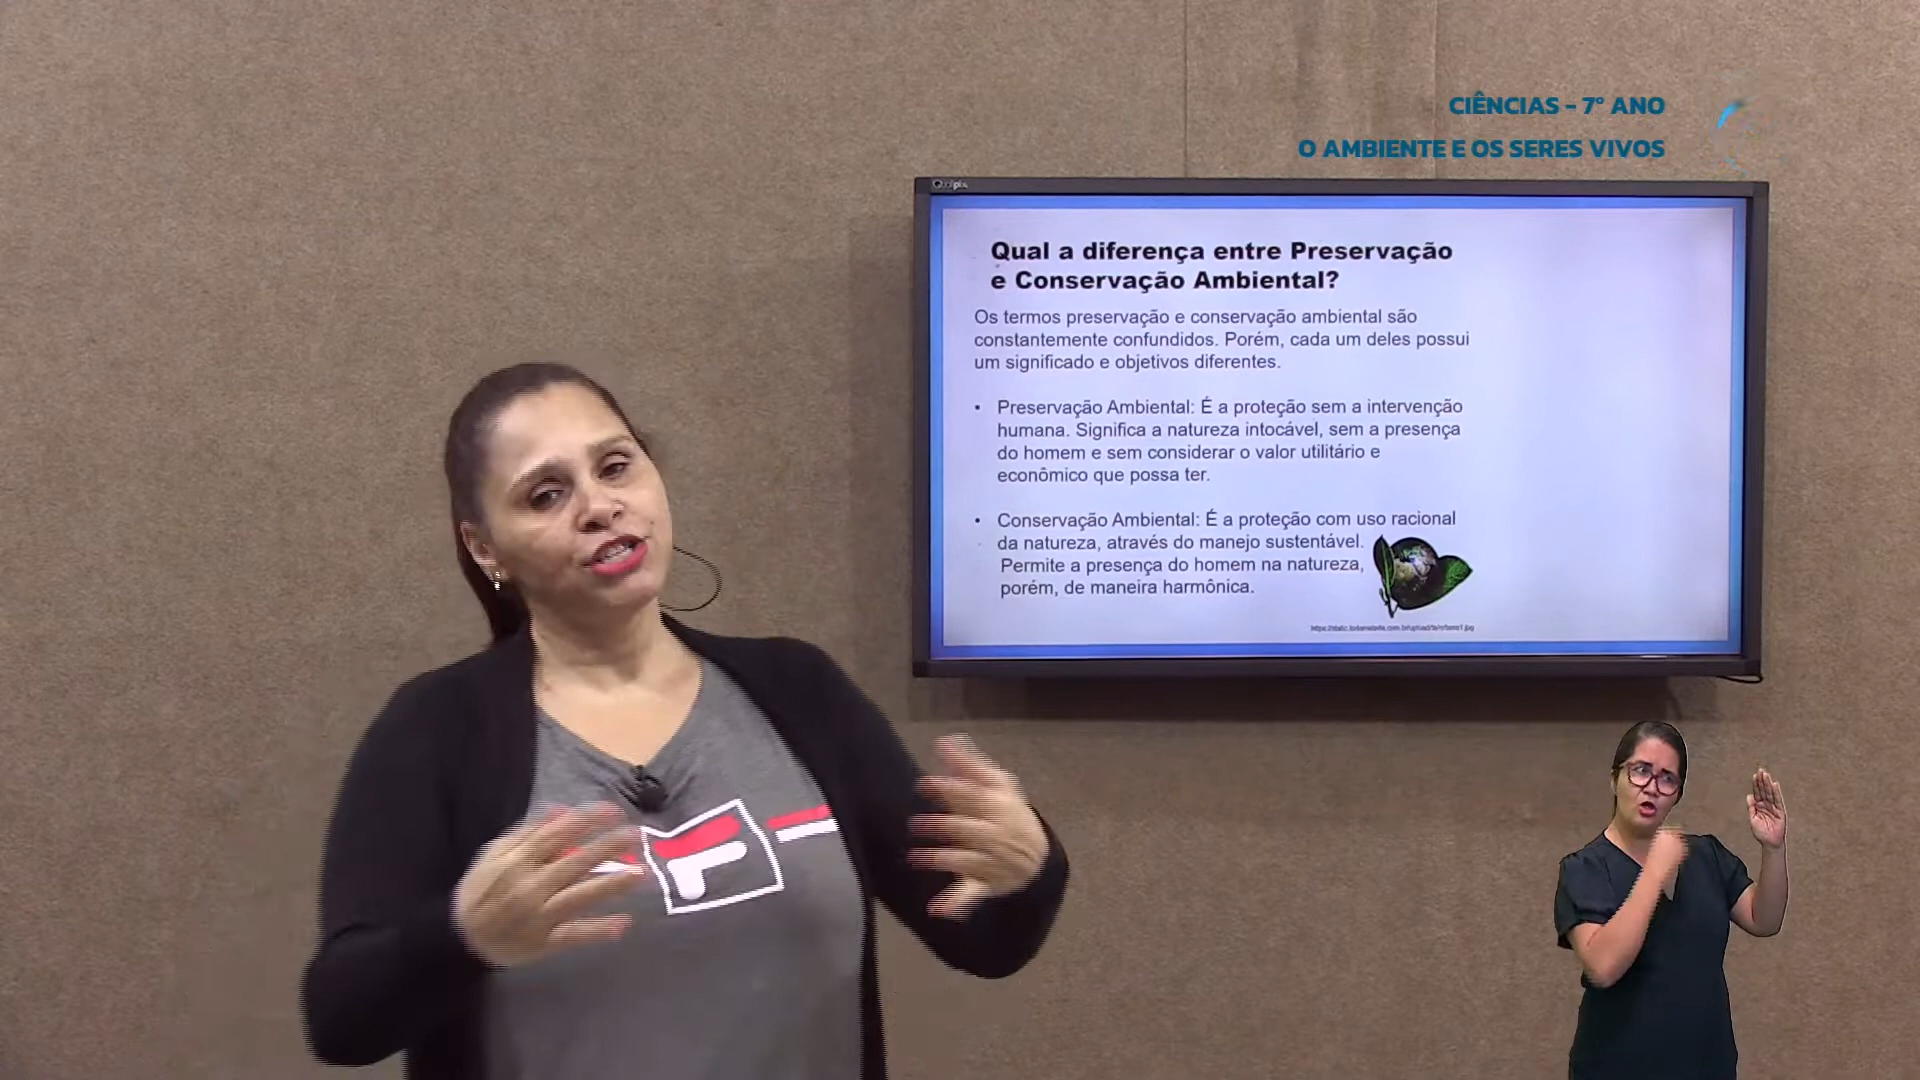 CIÊNCIAS - 7º ANO
O AMBIENTE E OS SERES VIVOS
Qualipix
Qual a diferença entre Preservação
e Conservação Ambiental?
Os termos preservação e conservação ambiental são
constantemente confundidos. Porém, cada um deles possui
um significado e objetivos diferentes.
• Preservação Ambiental: É a proteção sem a intervenção
humana. Significa a natureza intocável, sem a presença
do homem e sem considerar o valor utilitário e
econômico que possa ter.
• Conservação Ambiental: É a proteção com uso racional
da natureza, através do manejo sustentável.
Permite a presença do homem na natureza,
porém, de maneira harmônica.